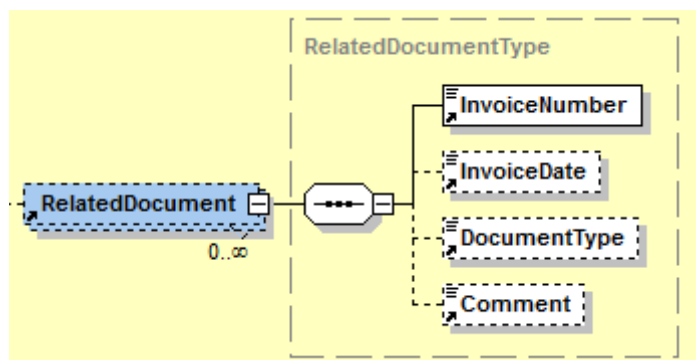 RelatedDocumentType
InvoiceNumber
InvoiceDate
RelatedDocument
0..∞
DocumentType
Comment